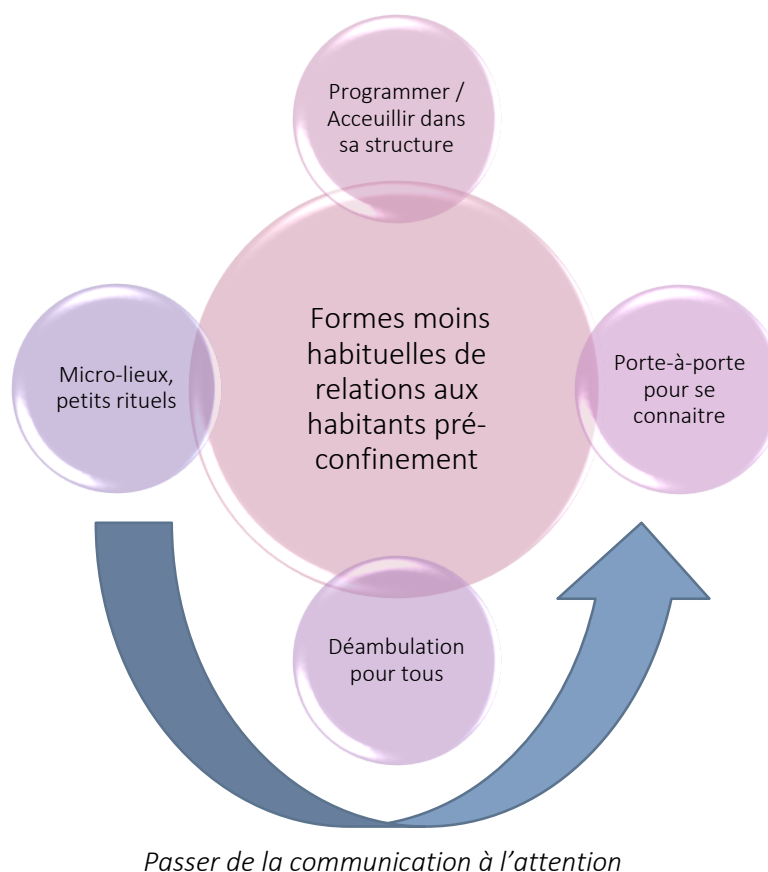 Programmer /
Acceuillir dans
sa structure
Formes moins
habituelles de
relations aux
habitants pré-
confinement
Micro-lieux,
petits rituels
Porte-à-porte
pour se
connaitre
Déambulation
pour tous
Passer de la communication à l’attention